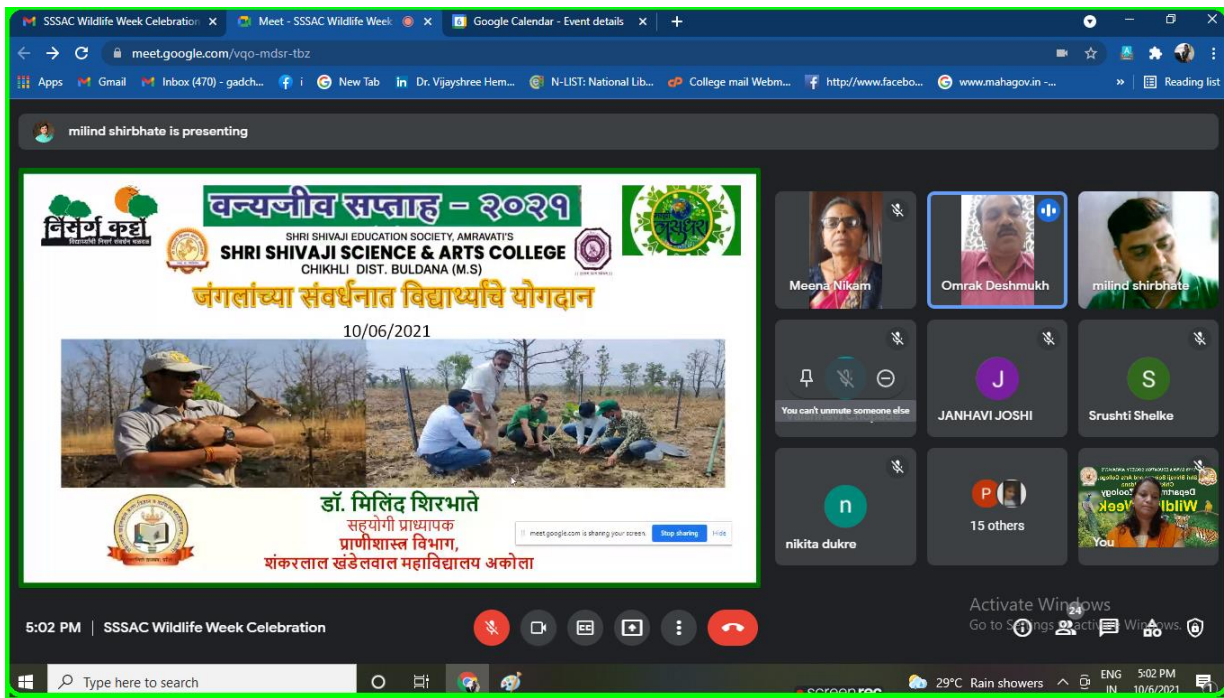 SSSAC Wildlife Week Celebration
Meet - SSSAC Wildlife Week
Google Calendar - Event details
meet.google.com/vqo-mdsr-tbz
Apps
Gmail
Inbox (470) - gadch...
i
New Tab
Dr. Vijayshree Hem...
N-LIST: National Lib...
College mail Webm...
http://www.facebo...
www.mahagov.in -...
»
Reading list
milind shirbhate is presenting
वन्यजीव सप्ताह - २०२१
निसर्ग कट्टा
SHRI SHIVAJI EDUCATION SOCIETY, AMRAVATI'S
SHRI SHIVAJI SCIENCE & ARTS COLLEGE
CHIKHLI DIST. BULDANA (M.S)
जंगलांच्या संवर्धनात विद्यार्थ्यांचे योगदान
10/06/2021
डॉ. मिलिंद शिरभाते
सहयोगी प्राध्यापक
प्राणीशास्त्र विभाग,
शंकरलाल खंडेलवाल महाविद्यालय अकोला
meet.google.com is sharing your screen.
Stop sharing
Hide
Meena Nikam
Omrak Deshmukh
milind shirbhate
You can't unmute someone else
JANHAVI JOSHI
Srushti Shelke
nikita dukre
15 others
You
J
S
n
P
5:02 PM | SSSAC Wildlife Week Celebration
24
Activate Windows
Type here to search
29°C Rain showers
ENG
IN
5:02 PM
10/6/2021